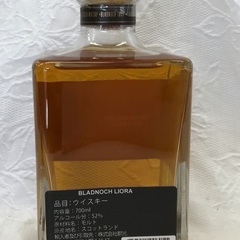 BLADNOCH LIORA
品目:ウイスキー
内容量:700ml
アルコール分:52%
原材料名:モルト
原産地名:スコットランド